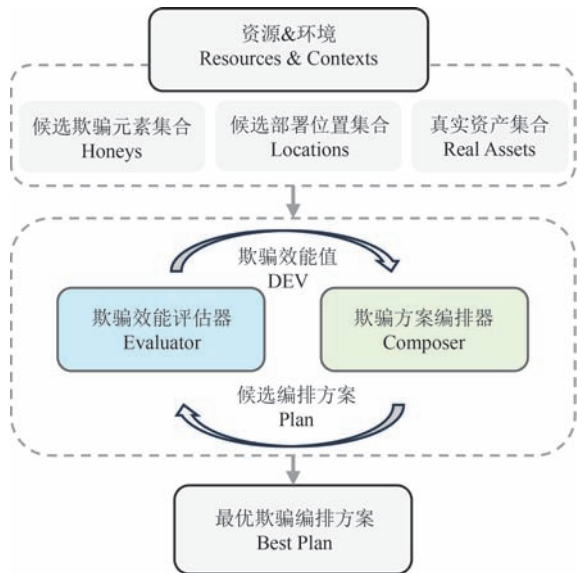 资源&环境
Resources & Contexts
候选欺骗元素集合
Honeys
候选部署位置集合
Locations
真实资产集合
Real Assets
欺骗效能值
DEV
欺骗效能评估器
Evaluator
欺骗方案编排器
Composer
候选编排方案
Plan
最优欺骗编排方案
Best Plan